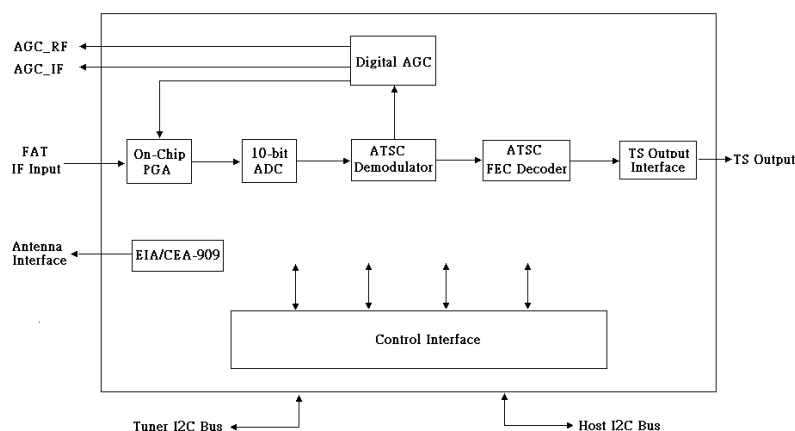 AGC_RF
AGC_IF
Digital AGC
FAT
IF Input
On-Chip
PGA
10-bit
ADC
ATSC
Demodulator
ATSC
FEC Decoder
TS Output
Interface
TS Output
Antenna
Interface
EIA/CEA-909
Control Interface
Tuner I2C Bus
Host I2C Bus